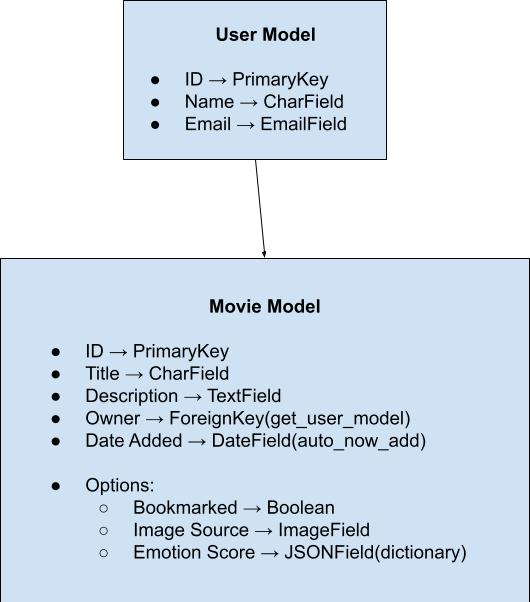 User Model
● ID → PrimaryKey
● Name → CharField
● Email → EmailField
Movie Model
● ID → PrimaryKey
● Title → CharField
● Description → TextField
● Owner → ForeignKey(get_user_model)
● Date Added → DateField(auto_now_add)
● Options:
○ Bookmarked → Boolean
○ Image Source → ImageField
○ Emotion Score → JSONField(dictionary)